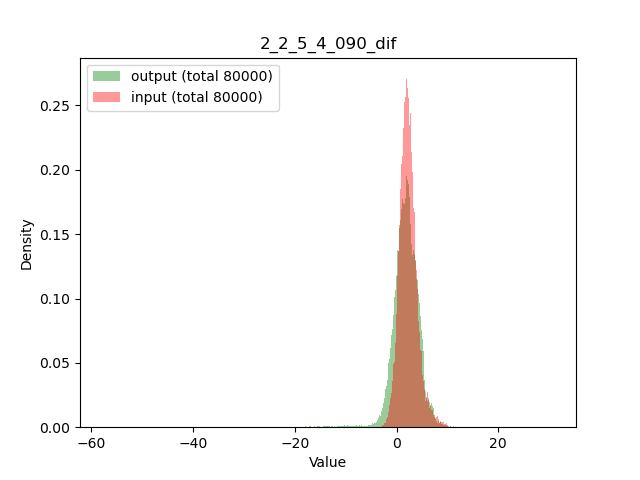 2_2_5_4_090_dif
output (total 80000)
input (total 80000)
0.25
0.20
0.15
0.10
0.05
0.00
Density
−60
−40
−20
0
20
Value